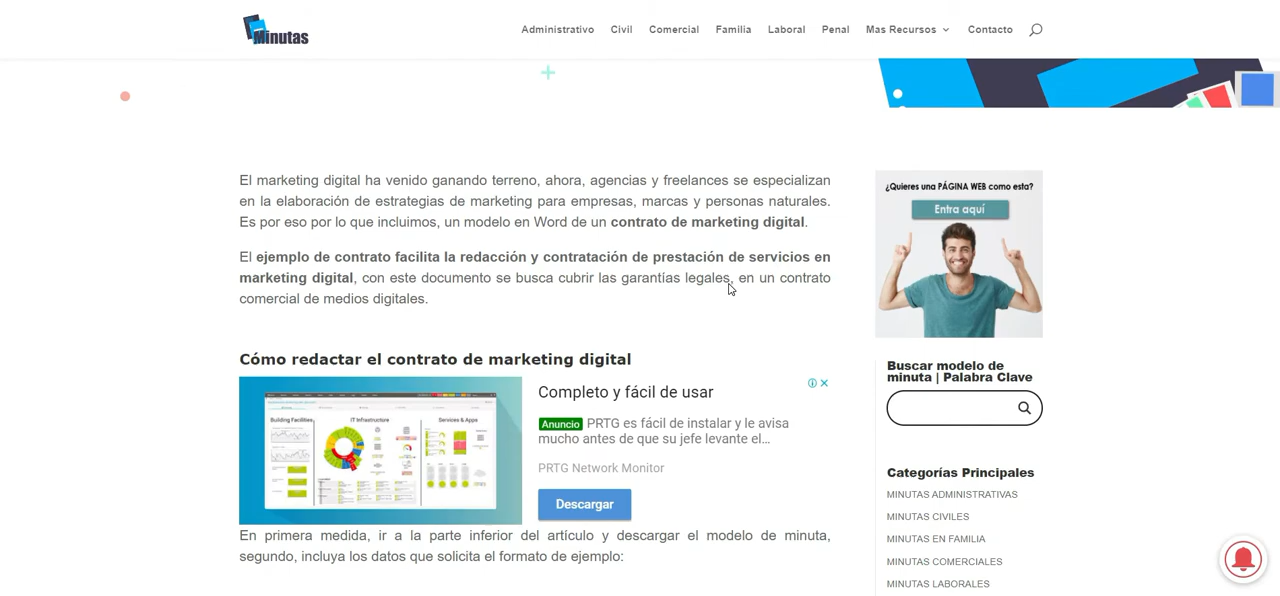 Minutas
Administrativo
Civil
Comercial
Familia
Laboral
Penal
Mas Recursos
Contacto
El marketing digital ha venido ganando terreno, ahora, agencias y freelances se especializan
en la elaboración de estrategias de marketing para empresas, marcas y personas naturales.
Es por eso por lo que incluimos, un modelo en Word de un contrato de marketing digital.
El ejemplo de contrato facilita la redacción y contratación de prestación de servicios en
marketing digital, con este documento se busca cubrir las garantías legales, en un contrato
comercial de medios digitales.
Cómo redactar el contrato de marketing digital
Building Facilities
IT Infrastructure
Services & Apps
Completo y fácil de usar
Anuncio PRTG es fácil de instalar y le avisa
mucho antes de que su jefe levante el...
PRTG Network Monitor
Descargar
En primera medida, ir a la parte inferior del artículo y descargar el modelo de minuta,
segundo, incluya los datos que solicita el formato de ejemplo:
¿Quieres una PÁGINA WEB como esta?
Entra aquí
Buscar modelo de
minuta | Palabra Clave
Categorías Principales
MINUTAS ADMINISTRATIVAS
MINUTAS CIVILES
MINUTAS EN FAMILIA
MINUTAS COMERCIALES
MINUTAS LABORALES